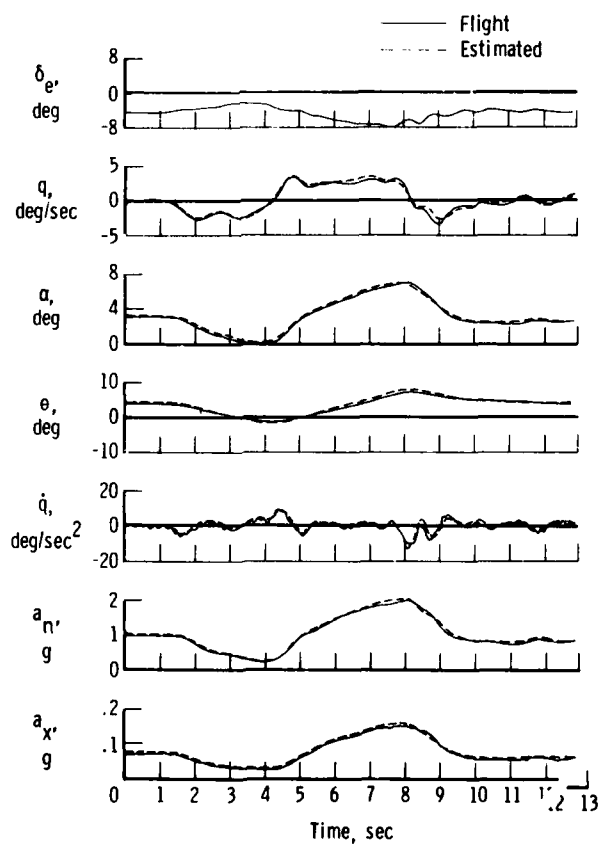 Flight
Estimated
δe,
deg
8
0
-8
q,
deg/sec
5
0
-5
α,
deg
8
4
0
θ,
deg
10
0
-10
q̇,
deg/sec2
20
0
-20
an,
g
2
1
0
ax,
g
.2
.1
0 1 2 3 4 5 6 7 8 9 10 11 12 13
Time, sec